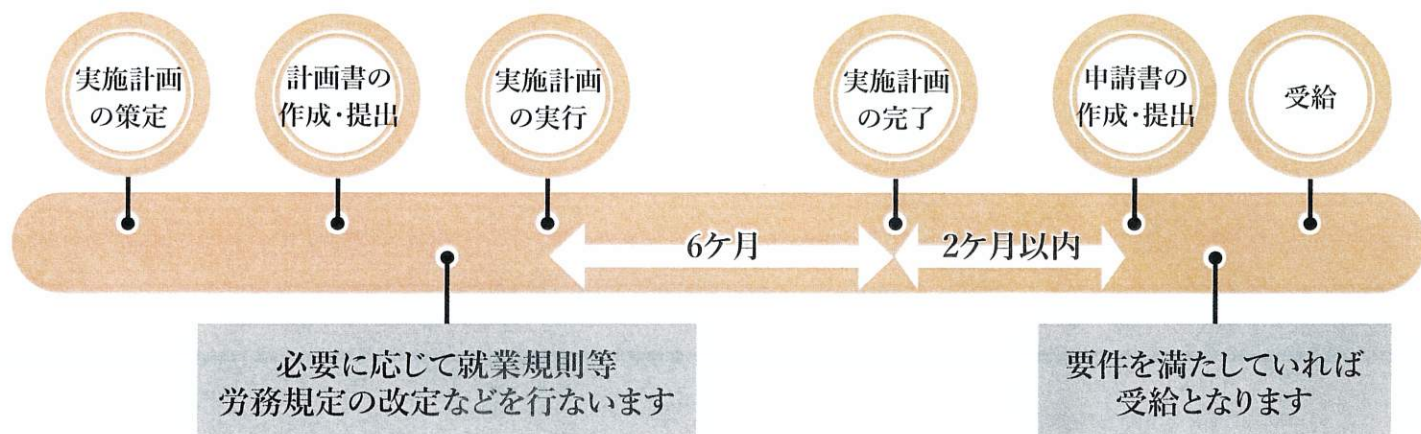 実施計画
の策定
計画書の
作成・提出
実施計画
の実行
実施計画
の完了
申請書の
作成・提出
受給
6ケ月
2ケ月以内
必要に応じて就業規則等
労務規定の改定などを行ないます
要件を満たしていれば
受給となります